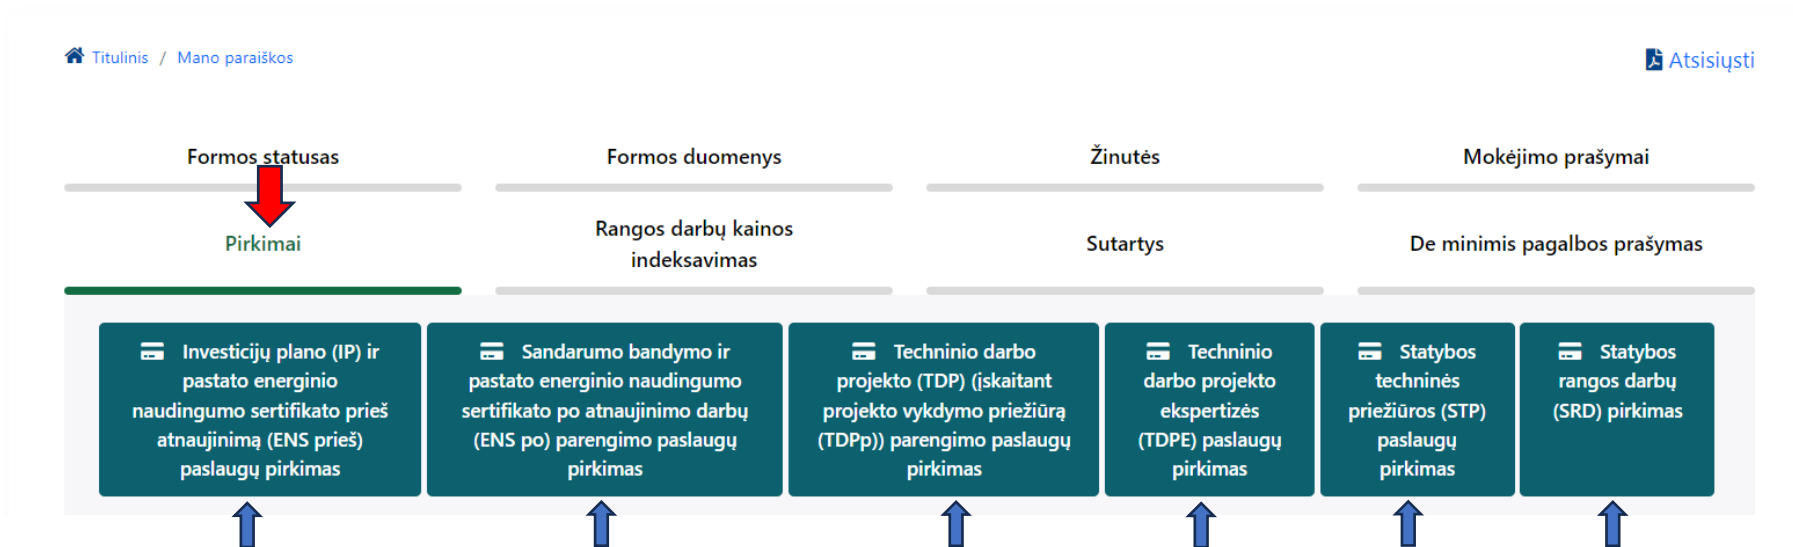 Titulinis / Mano paraiškos
Atsisiųsti
Formos statusas
Formos duomenys
Žinutės
Mokėjimo prašymai
Pirkimai
Rangos darbų kainos
indeksavimas
Sutartys
De minimis pagalbos prašymas
Investicijų plano (IP) ir
pastato energinio
naudingumo sertifikato prieš
atnaujinimą (ENS prieš)
paslaugų pirkimas
Sandarumo bandymo ir
pastato energinio naudingumo
sertifikato po atnaujinimo darbų
(ENS po) parengimo paslaugų
pirkimas
Techninio darbo
projekto (TDP) (įskaitant
projekto vykdymo priežiūrą
(TDPp)) parengimo paslaugų
pirkimas
Techninio
darbo projekto
ekspertizės
(TDPE) paslaugų
pirkimas
Statybos
techninės
priežiūros (STP)
paslaugų
pirkimas
Statybos
rangos darbų
(SRD) pirkimas